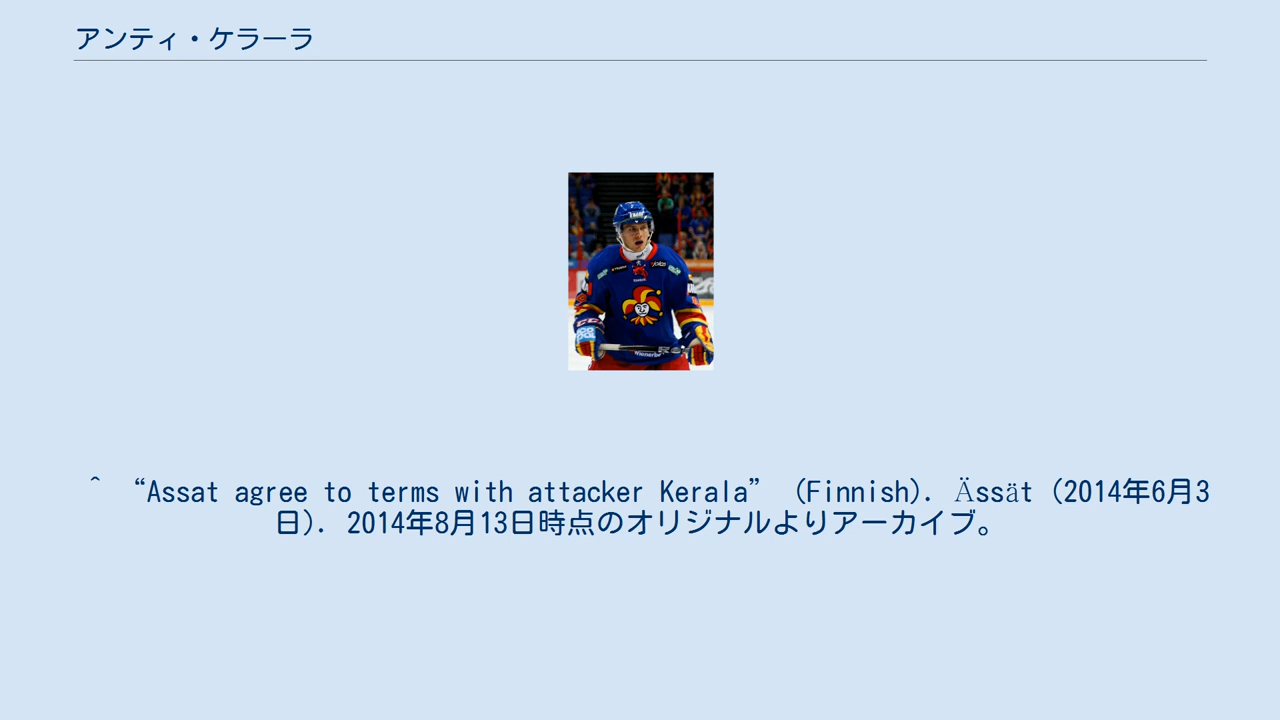 アンティ・ケラーラ
^ “Assat agree to terms with attacker Kerala” (Finnish). Ässät (2014年6月3
日). 2014年8月13日時点のオリジナルよりアーカイブ。